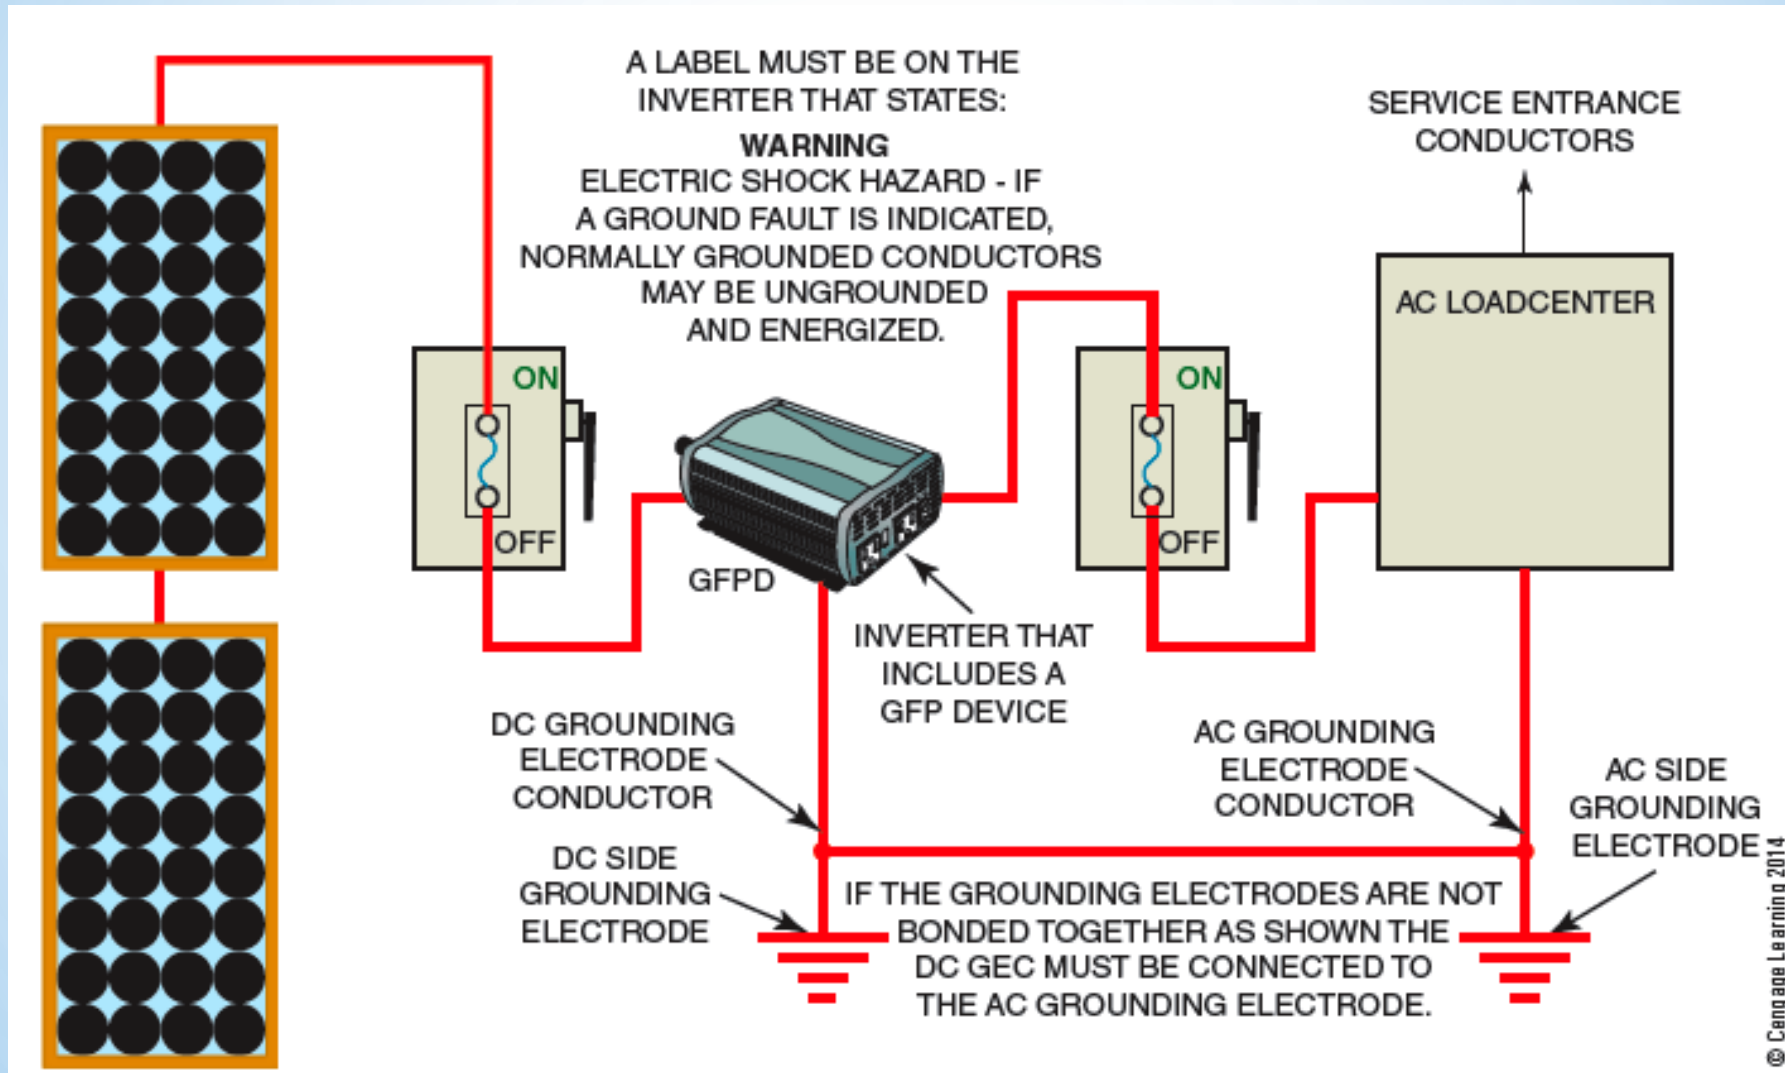 A LABEL MUST BE ON THE
INVERTER THAT STATES:
WARNING
ELECTRIC SHOCK HAZARD - IF
A GROUND FAULT IS INDICATED,
NORMALLY GROUNDED CONDUCTORS
MAY BE UNGROUNDED
AND ENERGIZED.
SERVICE ENTRANCE
CONDUCTORS
AC LOADCENTER
ON
OFF
ON
OFF
GFPD
INVERTER THAT
INCLUDES A
GFP DEVICE
DC GROUNDING
ELECTRODE
CONDUCTOR
AC GROUNDING
ELECTRODE
CONDUCTOR
AC SIDE
GROUNDING
ELECTRODE
DC SIDE
GROUNDING
ELECTRODE
IF THE GROUNDING ELECTRODES ARE NOT
BONDED TOGETHER AS SHOWN THE
DC GEC MUST BE CONNECTED TO
THE AC GROUNDING ELECTRODE.
© Cengage Learning 2014